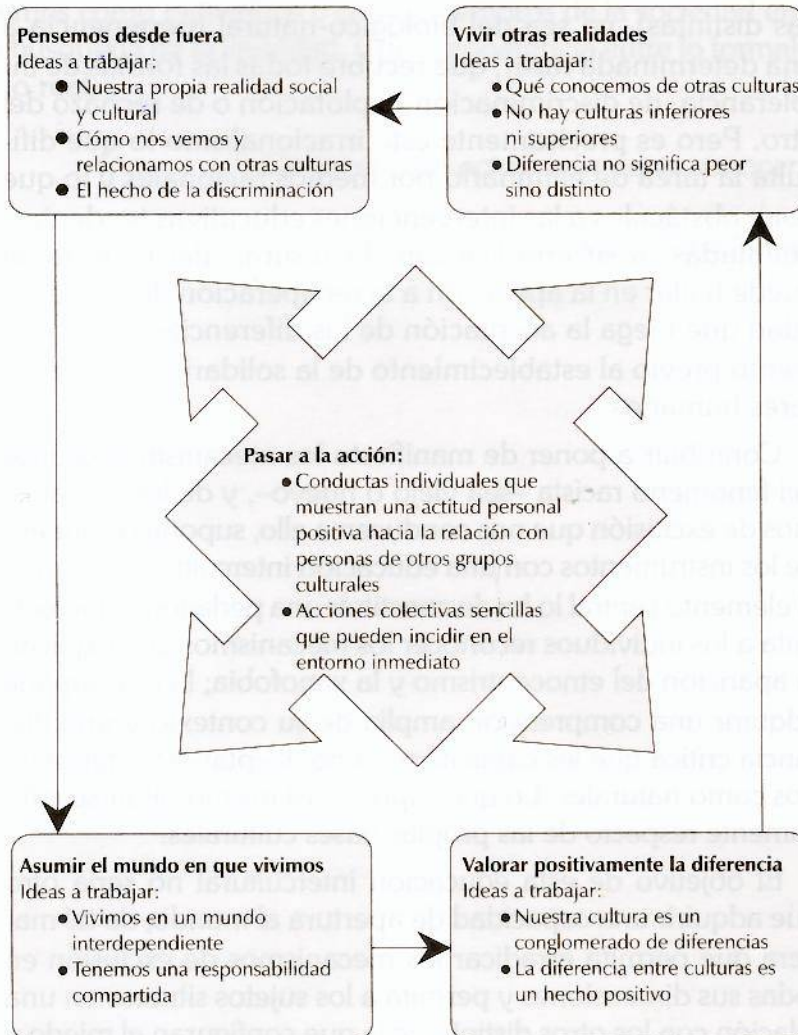 Pensarnos desde fuera
Ideas a trabajar:
● Nuestra propia realidad social
y cultural
● Cómo nos vemos y
relacionamos con otras culturas
● El hecho de la discriminación
Vivir otras realidades
Ideas a trabajar:
● Qué conocemos de otras culturas
● No hay culturas inferiores
ni superiores
● Diferencia no significa peor
sino distinto
Pasar a la acción:
● Conductas individuales que
muestran una actitud personal
positiva hacia la relación con
personas de otros grupos
culturales
● Acciones colectivas sencillas
que pueden incidir en el
entorno inmediato
Asumir el mundo en que vivimos
Ideas a trabajar:
● Vivimos en un mundo
interdependiente
● Tenemos una responsabilidad
compartida
Valorar positivamente la diferencia
Ideas a trabajar:
● Nuestra cultura es un
conglomerado de diferencias
● La diferencia entre culturas es
un hecho positivo